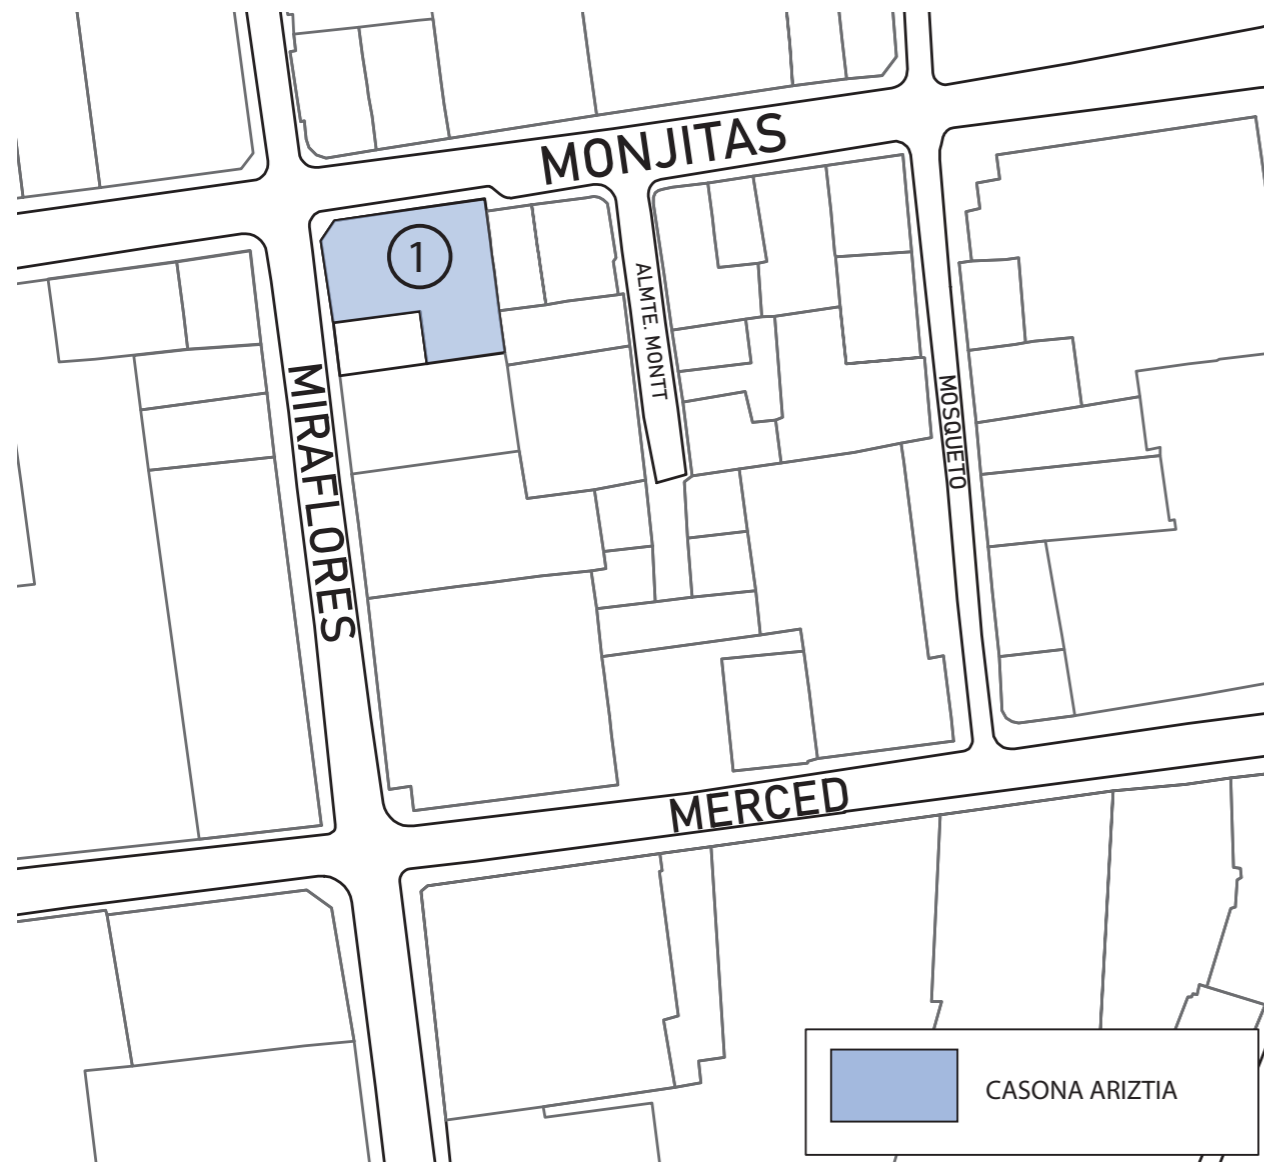 MONJITAS
1
ALMTE. MONTT
MIRAFLORES
MOSQUETO
MERCED
CASONA ARIZTIA